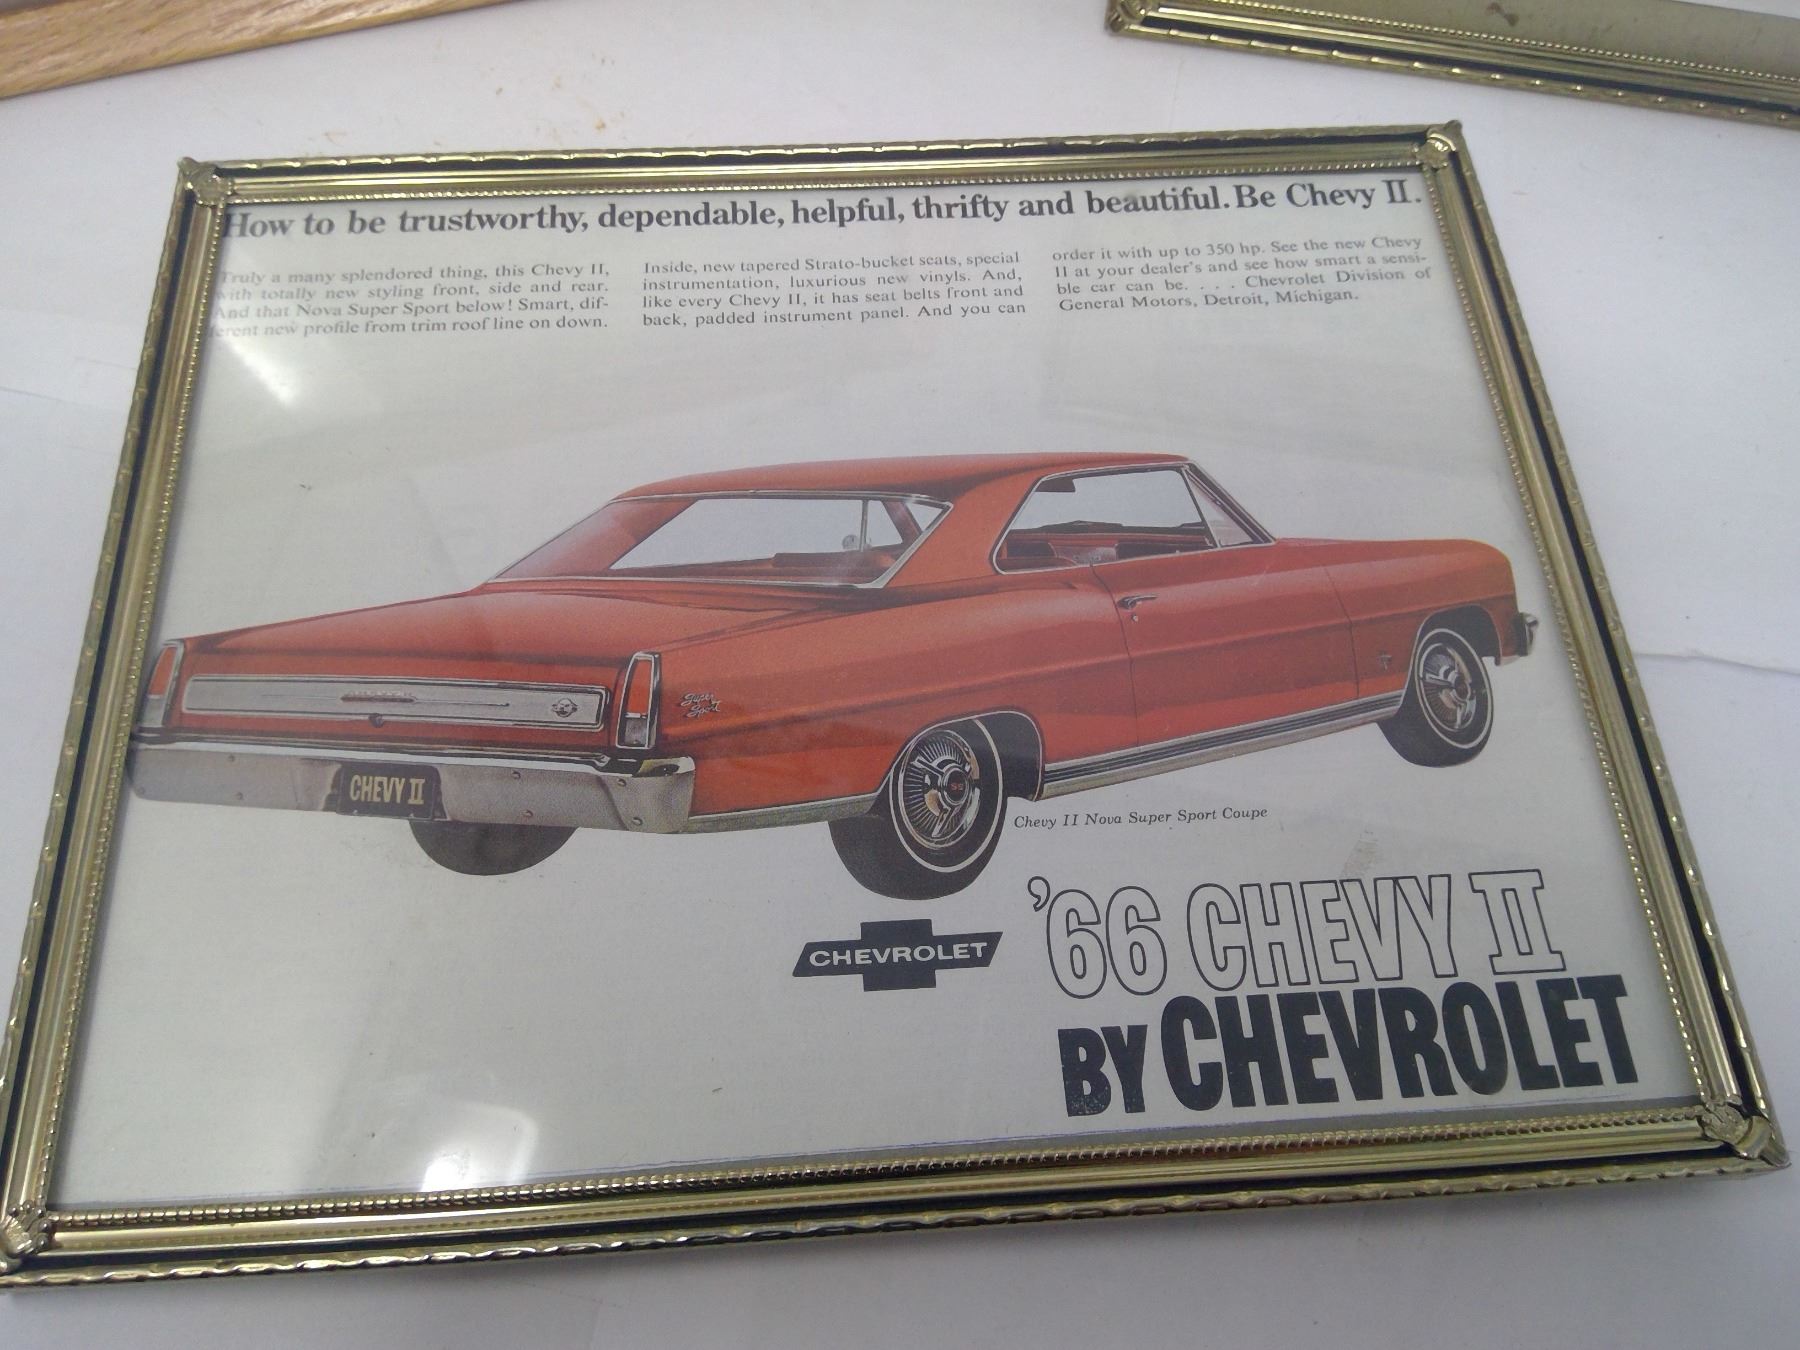 How to be trustworthy, dependable, helpful, thrifty and beautiful. Be Chevy II.
Truly a many splendored thing, this Chevy II,
with totally new styling front, side and rear.
And that Nova Super Sport below! Smart, dif-
ferent new profile from trim roof line on down.
Inside, new tapered Strato-bucket seats, special
instrumentation, luxurious new vinyls. And,
like every Chevy II, it has seat belts front and
back, padded instrument panel. And you can
order it with up to 350 hp. See the new Chevy
II at your dealer's and see how smart a sensi-
ble car can be. . . . Chevrolet Division of
General Motors, Detroit, Michigan.
Super
Sport
SS
CHEVY II
Chevy II Nova Super Sport Coupe
CHEVROLET
'66 CHEVY II
BY CHEVROLET